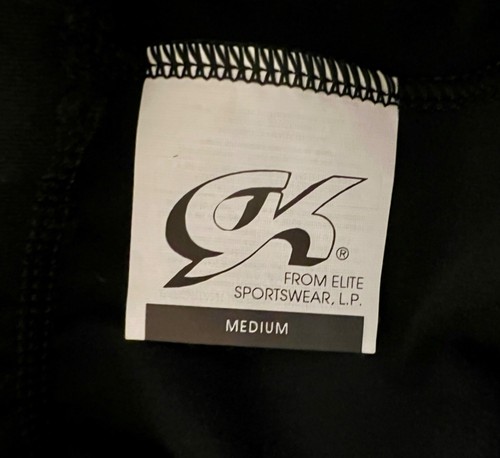 GK®
FROM ELITE
SPORTSWEAR, L.P.
MEDIUM